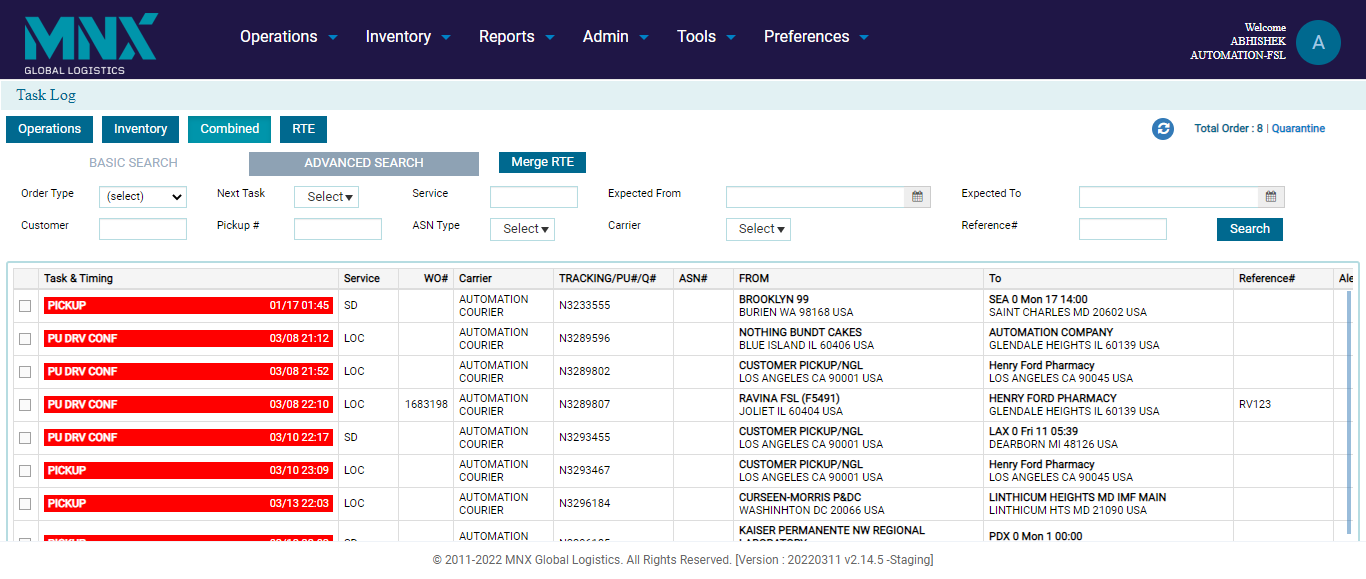 MNX
GLOBAL LOGISTICS
Operations Inventory Reports Admin Tools Preferences
Welcome
ABHISHEK
AUTOMATION-FSL
A
Task Log
Operations Inventory Combined RTE
Total Order : 8 | Quarantine
BASIC SEARCH ADVANCED SEARCH Merge RTE
Order Type (select) Next Task Select Service Expected From Expected To
Customer Pickup # ASN Type Select Carrier Select Reference# Search
Task & Timing Service WO# Carrier TRACKING/PU#/Q# ASN# FROM To Reference# Ale
PICKUP 01/17 01:45 SD AUTOMATION COURIER N3233555 BROOKLYN 99 BURIEN WA 98168 USA SEA 0 Mon 17 14:00 SAINT CHARLES MD 20602 USA
PU DRV CONF 03/08 21:12 LOC AUTOMATION COURIER N3289596 NOTHING BUNDT CAKES BLUE ISLAND IL 60406 USA AUTOMATION COMPANY GLENDALE HEIGHTS IL 60139 USA
PU DRV CONF 03/08 21:52 LOC AUTOMATION COURIER N3289802 CUSTOMER PICKUP/NGL LOS ANGELES CA 90001 USA Henry Ford Pharmacy LOS ANGELES CA 90045 USA
PU DRV CONF 03/08 22:10 LOC 1683198 AUTOMATION COURIER N3289807 RAVINA FSL (F5491) JOLIET IL 60404 USA HENRY FORD PHARMACY GLENDALE HEIGHTS IL 60139 USA RV123
PU DRV CONF 03/10 22:17 SD AUTOMATION COURIER N3293455 CUSTOMER PICKUP/NGL LOS ANGELES CA 90001 USA LAX 0 Fri 11 05:39 DEARBORN MI 48126 USA
PICKUP 03/10 23:09 LOC AUTOMATION COURIER N3293467 CUSTOMER PICKUP/NGL LOS ANGELES CA 90001 USA Henry Ford Pharmacy LOS ANGELES CA 90045 USA
PICKUP 03/13 22:03 LOC AUTOMATION COURIER N3296184 CURSEEN-MORRIS P&DC WASHINHTON DC 20066 USA LINTHICUM HEIGHTS MD IMF MAIN LINTHICUM HTS MD 21090 USA
AUTOMATION KAISER PERMANENTE NW REGIONAL PDX 0 Mon 1 00:00
© 2011-2022 MNX Global Logistics. All Rights Reserved. [Version : 20220311 v2.14.5 -Staging]